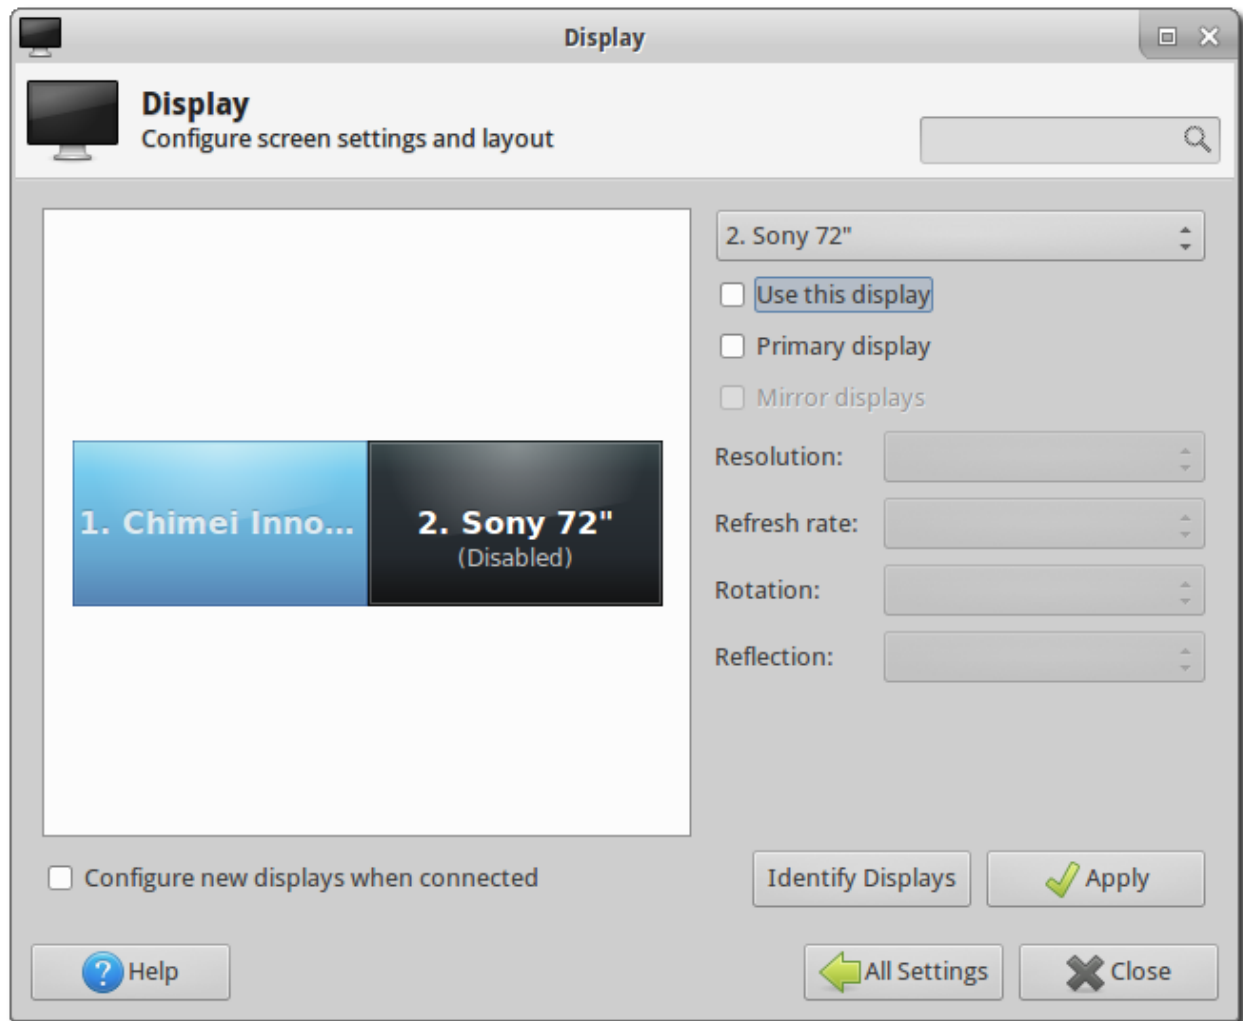 Display
Display
Configure screen settings and layout
2. Sony 72"
Use this display
Primary display
Mirror displays
Resolution:
Refresh rate:
Rotation:
Reflection:
1. Chimei Inno...
2. Sony 72"
(Disabled)
Configure new displays when connected
Identify Displays
Apply
Help
All Settings
Close